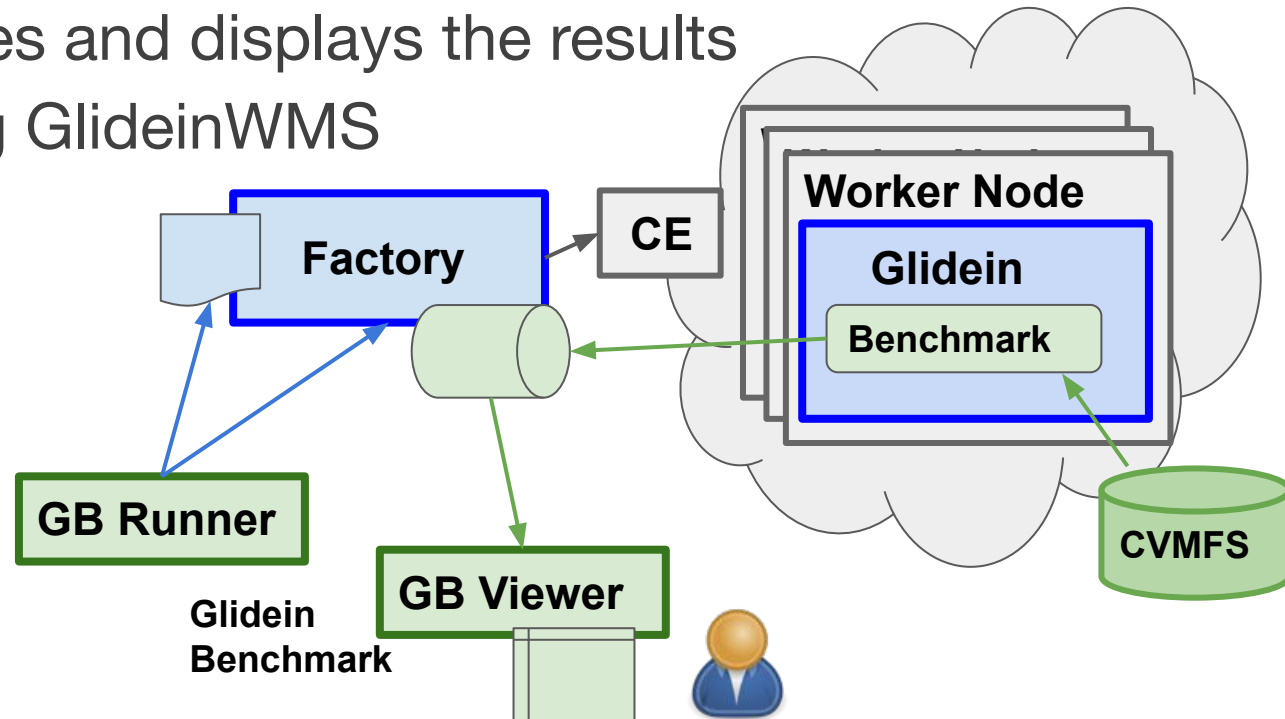 es and displays the results
g GlideinWMS
Worker Node
CE
Factory
Glidein
Benchmark
GB Runner
CVMFS
GB Viewer
Glidein
Benchmark